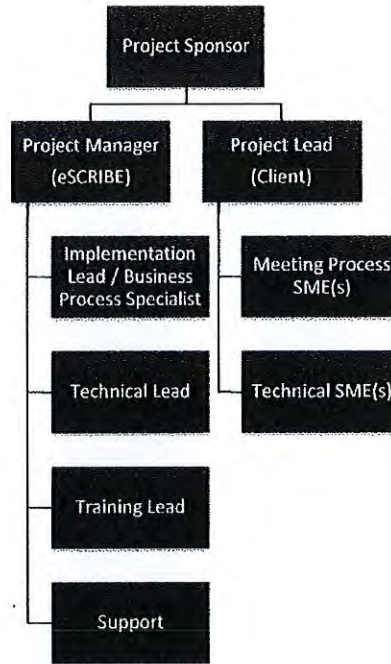 Project Sponsor
Project Manager
(eSCRIBE)
Project Lead
(Client)
Implementation
Lead / Business
Process Specialist
Meeting Process
SME(s)
Technical Lead
Technical SME(s)
Training Lead
Support